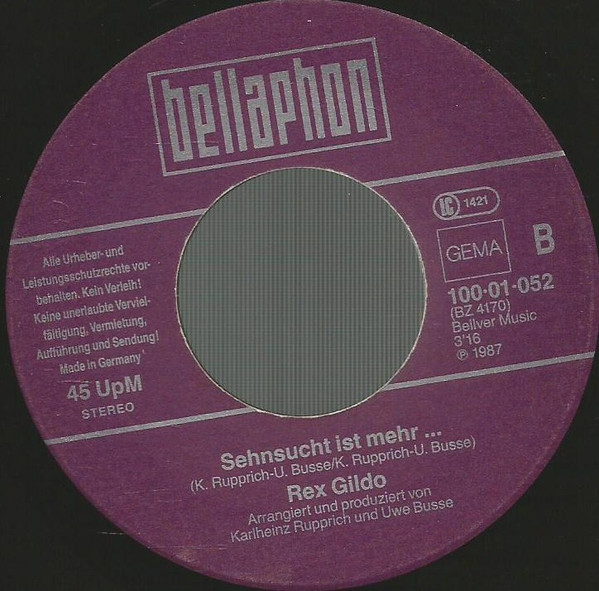 bellaphon
LC 1421
GEMA
B
100·01-052
(BZ 4170)
Bellver Music
3'16
℗ 1987
Alle Urheber- und
Leistungsschutzrechte vor-
behalten. Kein Verleih!
Keine unerlaubte Verviel-
fältigung, Vermietung,
Aufführung und Sendung!
Made in Germany
45 UpM
STEREO
Sehnsucht ist mehr ...
(K. Rupprich-U. Busse/K. Rupprich-U. Busse)
Rex Gildo
Arrangiert und produziert von
Karlheinz Rupprich und Uwe Busse